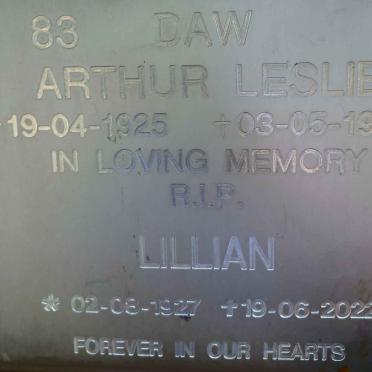 83 DAW
ARTHUR LESLIE
19-04-1925 †03-05-19
IN LOVING MEMORY
R.I.P.
LILLIAN
* 02-08-1927 †19-06-2022
FOREVER IN OUR HEARTS